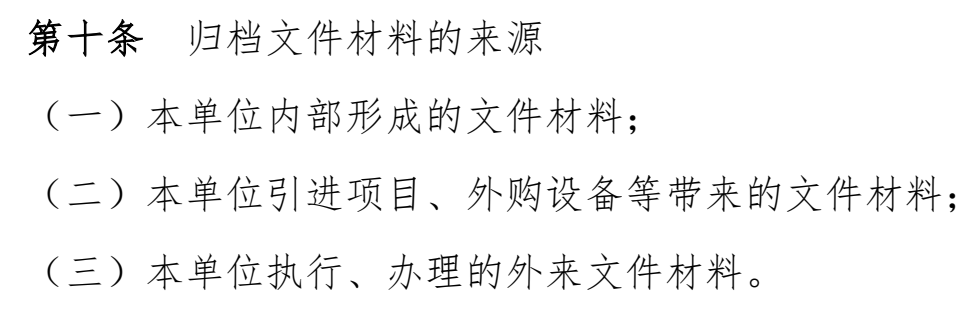 第十条　归档文件材料的来源
（一）本单位内部形成的文件材料；
（二）本单位引进项目、外购设备等带来的文件材料；
（三）本单位执行、办理的外来文件材料。